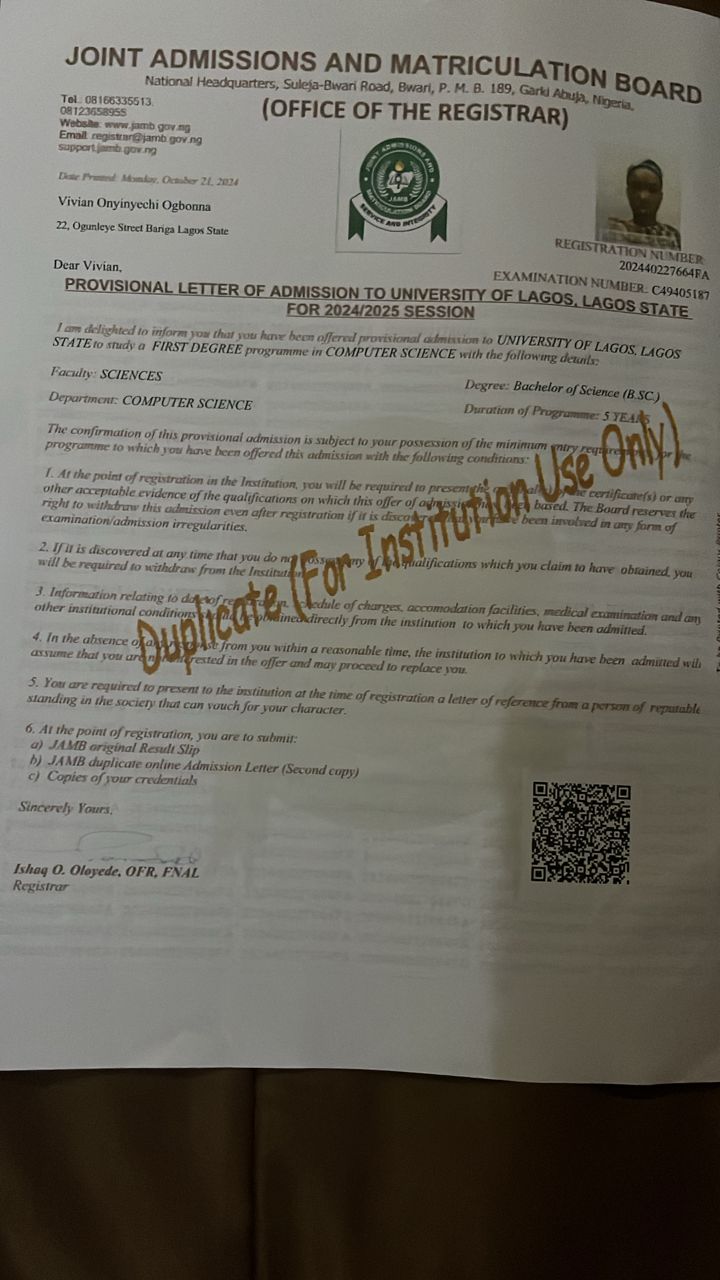 JOINT ADMISSIONS AND MATRICULATION BOARD
National Headquarters, Suleja-Bwari Road, Bwari, P. M. B. 189, Garki Abuja, Nigeria.
(OFFICE OF THE REGISTRAR)
Tel.: 08166335513,
08123658955
Website: www.jamb.gov.ng
Email: registrar@jamb.gov.ng
support.jamb.gov.ng
JOINT ADMISSIONS AND MATRICULATION BOARD
JAMB
SERVICE AND INTEGRITY
Date Printed: Monday, October 21, 2024
Vivian Onyinyechi Ogbonna
22, Ogunleye Street Bariga Lagos State
REGISTRATION NUMBER
202440227664FA
EXAMINATION NUMBER: C49405187
Dear Vivian,
PROVISIONAL LETTER OF ADMISSION TO UNIVERSITY OF LAGOS, LAGOS STATE
FOR 2024/2025 SESSION
I am delighted to inform you that you have been offered provisional admission to UNIVERSITY OF LAGOS, LAGOS
STATE to study a FIRST DEGREE programme in COMPUTER SCIENCE with the following details:
Faculty: SCIENCES
Degree: Bachelor of Science (B.SC.)
Department: COMPUTER SCIENCE
Duration of Programme: 5 YEARS
The confirmation of this provisional admission is subject to your possession of the minimum entry for the
programme to which you have been offered this admission with the following conditions:
1. At the point of registration in the Institution, you will be required to present the certificate(s) or any
other acceptable evidence of the qualifications on which this offer of admission based. The Board reserves the
right to withdraw this admission even after registration if it is discovered been involved in any form of
examination/admission irregularities.
2. If it is discovered at any time that you do not possess any of the qualifications which you claim to have obtained, you
will be required to withdraw from the Institution
3. Information relating to date of schedule of charges, accomodation facilities, medical examination and any
other institutional conditions directly from the institution to which you have been admitted.
4. In the absence of from you within a reasonable time, the institution to which you have been admitted will
assume that you are not interested in the offer and may proceed to replace you.
5. You are required to present to the institution at the time of registration a letter of reference from a person of reputable
standing in the society that can vouch for your character.
6. At the point of registration, you are to submit:
a) JAMB original Result Slip
b) JAMB duplicate online Admission Letter (Second copy)
c) Copies of your credentials
Duplicate (For Institution Use Only)
Sincerely Yours,
Ishaq O. Oloyede, OFR, FNAL
Registrar